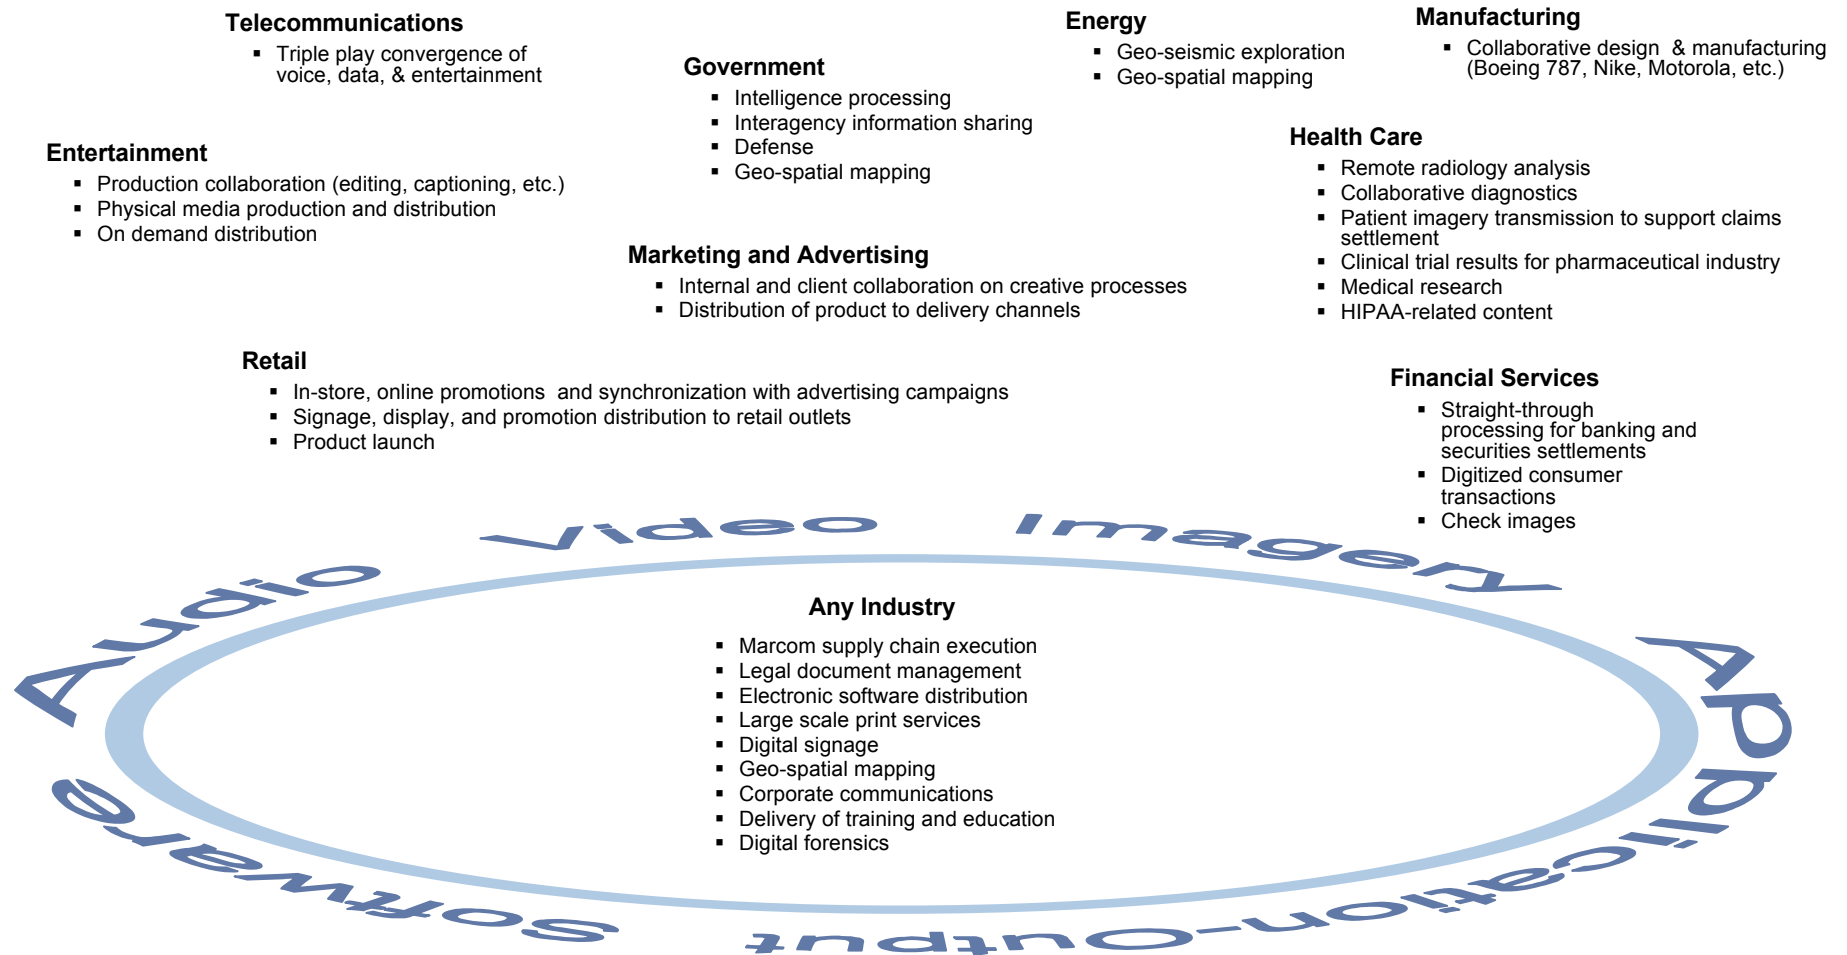 Telecommunications
▪ Triple play convergence of
voice, data, & entertainment
Government
▪ Intelligence processing
▪ Interagency information sharing
▪ Defense
▪ Geo-spatial mapping
Energy
▪ Geo-seismic exploration
▪ Geo-spatial mapping
Manufacturing
▪ Collaborative design & manufacturing
(Boeing 787, Nike, Motorola, etc.)
Entertainment
▪ Production collaboration (editing, captioning, etc.)
▪ Physical media production and distribution
▪ On demand distribution
Health Care
▪ Remote radiology analysis
▪ Collaborative diagnostics
▪ Patient imagery transmission to support claims
settlement
▪ Clinical trial results for pharmaceutical industry
▪ Medical research
▪ HIPAA-related content
Marketing and Advertising
▪ Internal and client collaboration on creative processes
▪ Distribution of product to delivery channels
Retail
▪ In-store, online promotions and synchronization with advertising campaigns
▪ Signage, display, and promotion distribution to retail outlets
▪ Product launch
Financial Services
▪ Straight-through
processing for banking and
securities settlements
▪ Digitized consumer
transactions
▪ Check images
Audio Video Imagery Application-Output Software
Any Industry
▪ Marcom supply chain execution
▪ Legal document management
▪ Electronic software distribution
▪ Large scale print services
▪ Digital signage
▪ Geo-spatial mapping
▪ Corporate communications
▪ Delivery of training and education
▪ Digital forensics